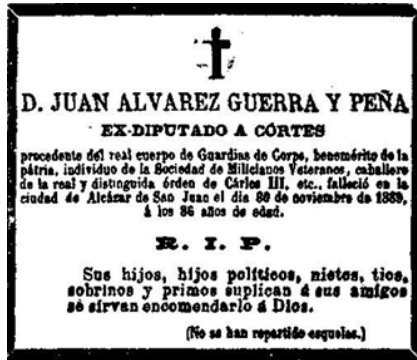 D. JUAN ALVAREZ GUERRA Y PEÑA
EX-DIPUTADO A CÓRTES
procedente del real cuerpo de Guardias de Corps, benemérito de la
pátria, individuo de la Sociedad de Milicianos Veteranos, caballero
de la real y distinguida órden de Cárlos III, etc., falleció en la
ciudad de Alcázar de San Juan el dia 30 de noviembre de 1889,
á los 86 años de edad.
R. I. P.
Sus hijos, hijos políticos, nietos, tios,
sobrinos y primos suplican á sus amigos
se sirvan encomendarlo á Dios.
(No se han repartido esquelas.)